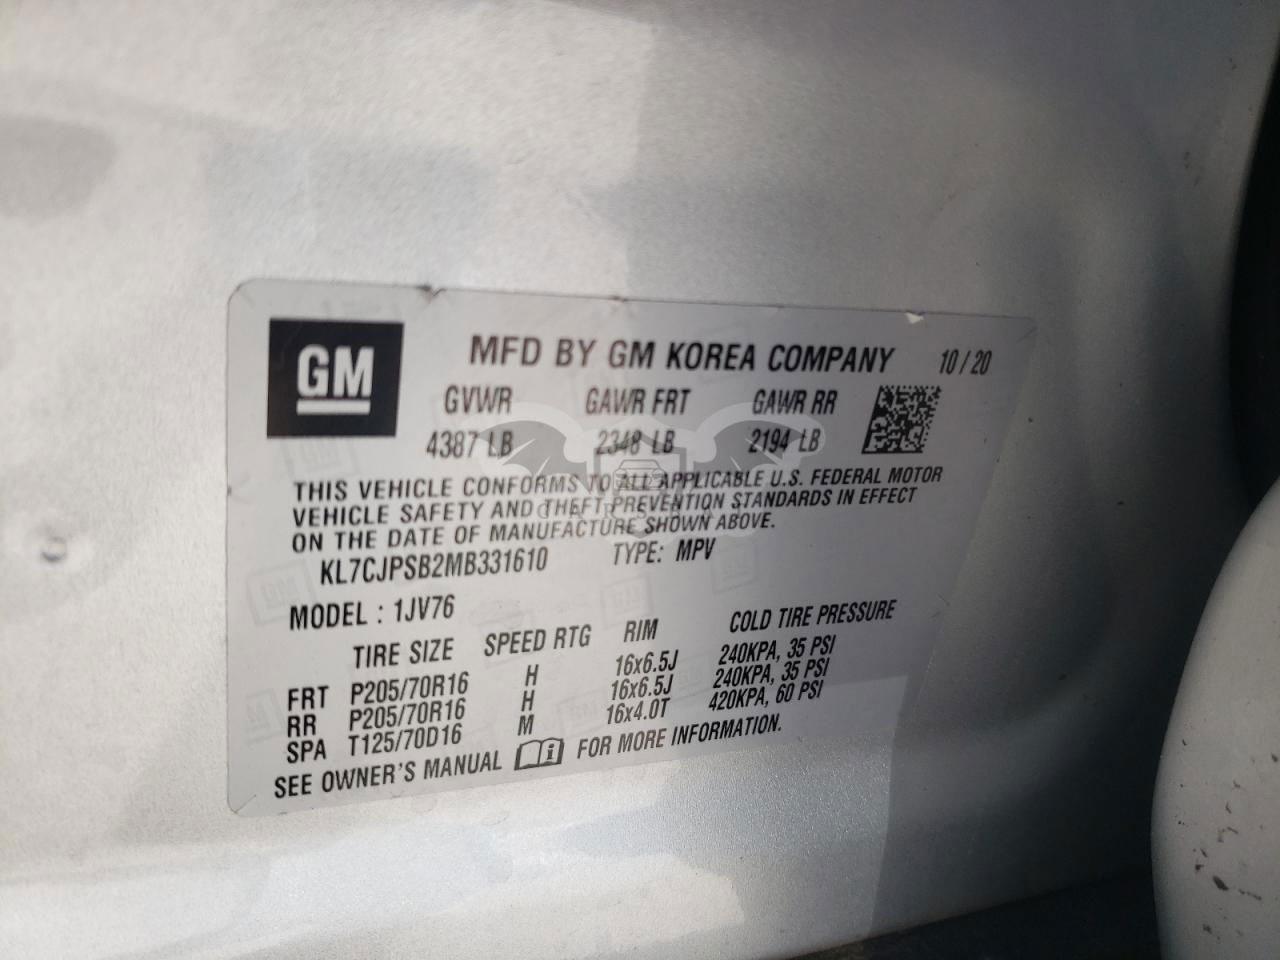 GM MFD BY GM KOREA COMPANY 10/20
GVWR GAWR FRT GAWR RR
4387 LB 2348 LB 2194 LB
THIS VEHICLE CONFORMS TO ALL APPLICABLE U.S. FEDERAL MOTOR
VEHICLE SAFETY AND THEFT PREVENTION STANDARDS IN EFFECT
ON THE DATE OF MANUFACTURE SHOWN ABOVE.
KL7CJPSB2MB331610 TYPE: MPV
MODEL : 1JV76
TIRE SIZE SPEED RTG RIM COLD TIRE PRESSURE
FRT P205/70R16 H 16x6.5J 240KPA, 35 PSI
RR P205/70R16 H 16x6.5J 240KPA, 35 PSI
SPA T125/70D16 M 16x4.0T 420KPA, 60 PSI
SEE OWNER'S MANUAL FOR MORE INFORMATION.